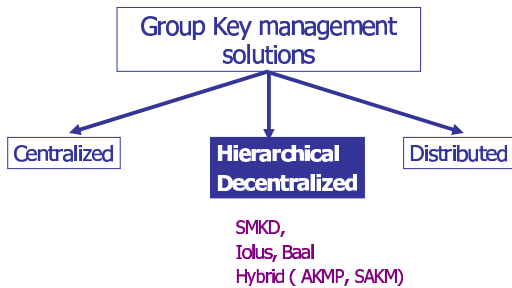 Group Key management
solutions
Centralized
Hierarchical
Decentralized
Distributed
SMKD,
Iolus, Baal
Hybrid ( AKMP, SAKM)